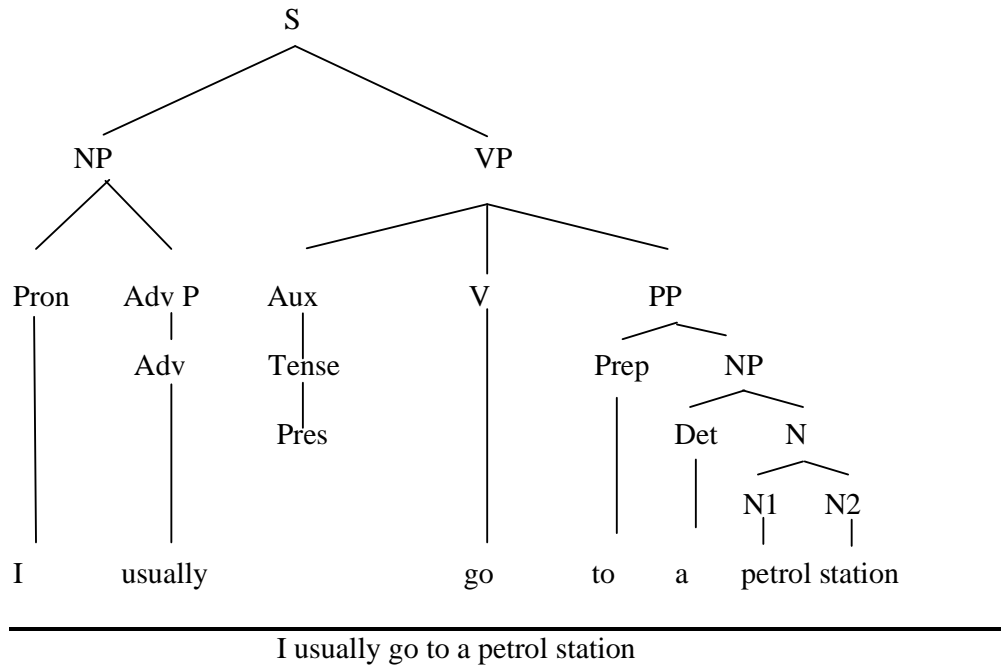 S
NP VP
Pron Adv P Aux V PP
Adv Tense Prep NP
Pres Det N
N1 N2
I usually go to a petrol station
I usually go to a petrol station